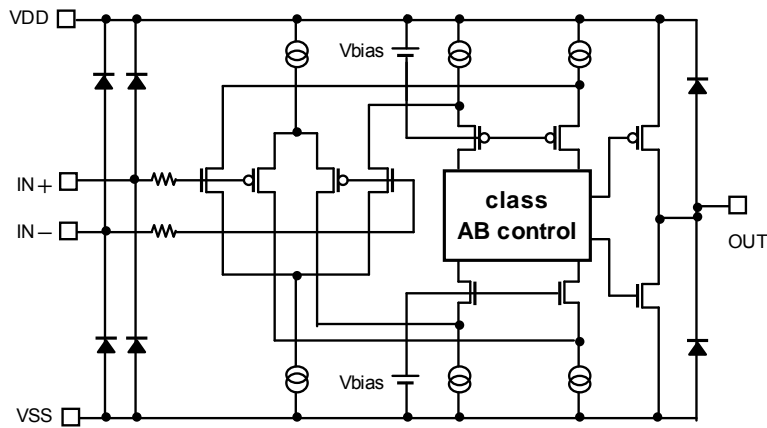 VDD
Vbias
IN+
IN−
class
AB control
OUT
Vbias
VSS